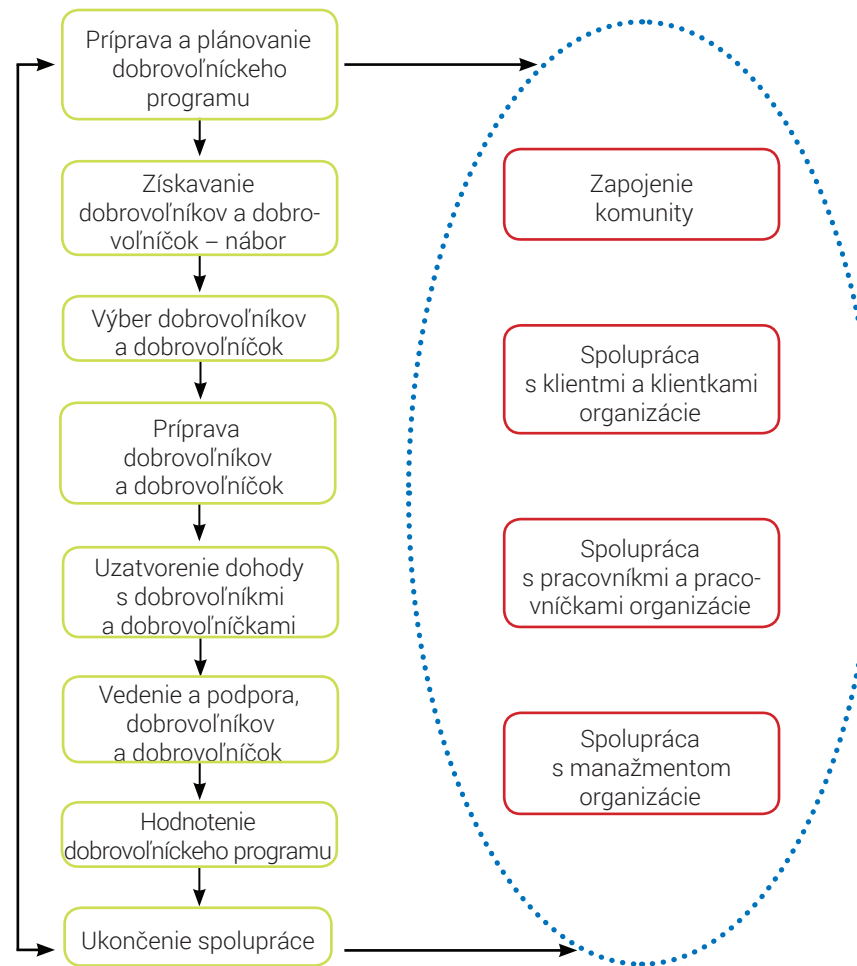 Príprava a plánovanie
dobrovoľníckeho
programu
Získavanie
dobrovoľníkov a dobro-
voľníčok – nábor
Výber dobrovoľníkov
a dobrovoľníčok
Príprava
dobrovoľníkov
a dobrovoľníčok
Uzatvorenie dohody
s dobrovoľníkmi
a dobrovoľníčkami
Vedenie a podpora,
dobrovoľníkov
a dobrovoľníčok
Hodnotenie
dobrovoľníckeho programu
Ukončenie spolupráce
Zapojenie
komunity
Spolupráca
s klientmi a klientkami
organizácie
Spolupráca
s pracovníkmi a praco-
vníčkami organizácie
Spolupráca
s manažmentom
organizácie